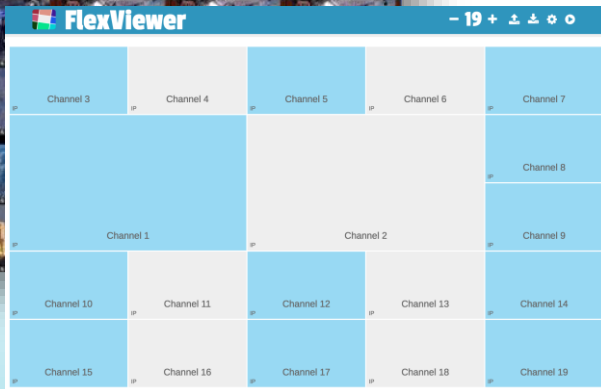 FlexViewer - 19 +
Channel 3 Channel 4 Channel 5 Channel 6 Channel 7
IP IP IP IP IP
Channel 8
IP
Channel 1 Channel 2 Channel 9
IP IP IP
Channel 10 Channel 11 Channel 12 Channel 13 Channel 14
IP IP IP IP IP
Channel 15 Channel 16 Channel 17 Channel 18 Channel 19
IP IP IP IP IP